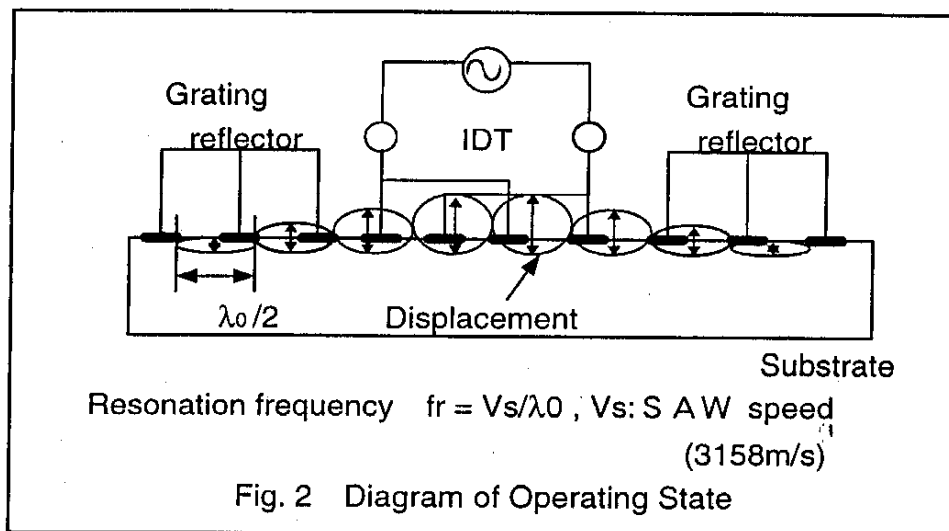 Grating
reflector
IDT
Grating
reflector
λ0/2
Displacement
Substrate
Resonation frequency fr = Vs/λ0 , Vs: S A W speed
(3158m/s)
Fig. 2 Diagram of Operating State